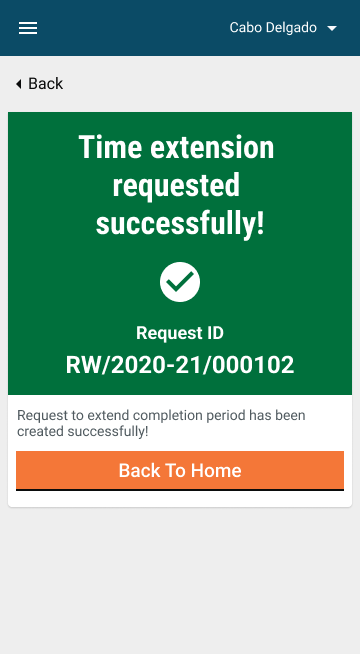 Cabo Delgado
Back
Time extension
requested
successfully!
Request ID
RW/2020-21/000102
Request to extend completion period has been
created successfully!
Back To Home